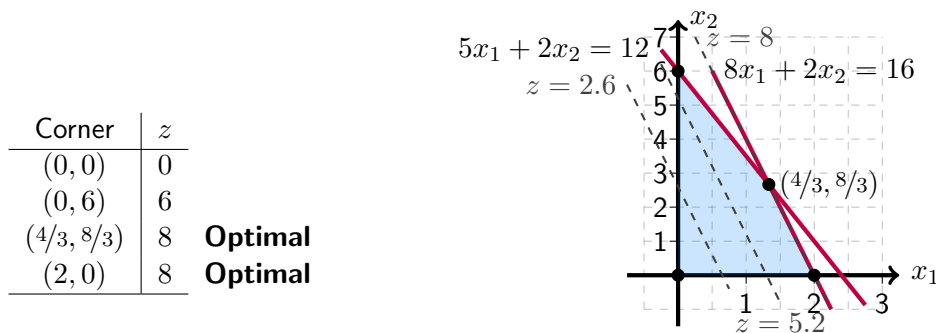 Corner z
(0, 0) 0
(0, 6) 6
(4/3, 8/3) 8 Optimal
(2, 0) 8 Optimal
x₂
7
z = 8
5x₁ + 2x₂ = 12
6
8x₁ + 2x₂ = 16
z = 2.6
5
4
3
(4/3, 8/3)
2
1
x₁
1 2 3
z = 5.2